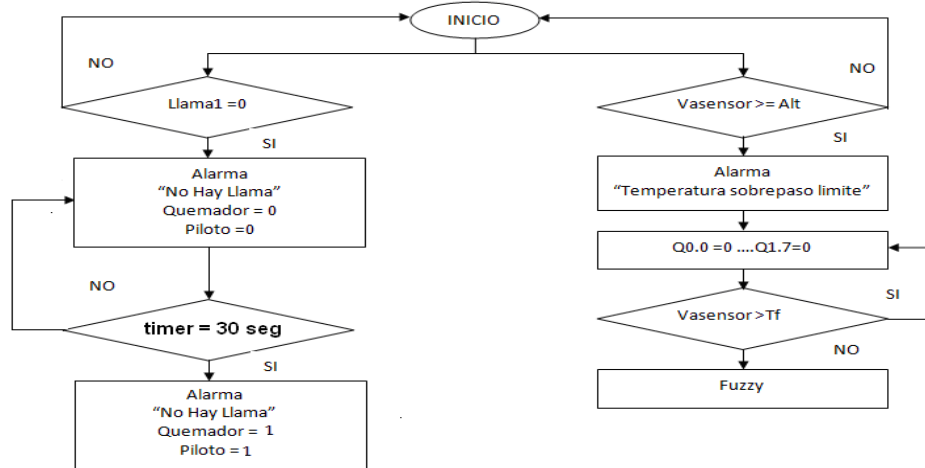 INICIO
NO
Llama1 =0
SI
Alarma
“No Hay Llama”
Quemador = 0
Piloto =0
NO
timer = 30 seg
SI
Alarma
“No Hay Llama”
Quemador = 1
Piloto = 1
NO
Vasensor >= Alt
SI
Alarma
“Temperatura sobrepaso limite”
Q0.0 =0 ....Q1.7=0
SI
Vasensor >Tf
NO
Fuzzy